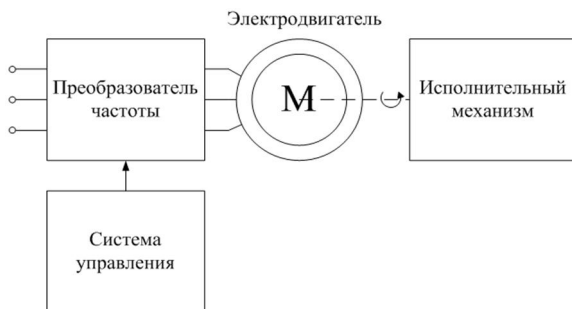 Электродвигатель
Преобразователь
частоты
М
Исполнительный
механизм
Система
управления